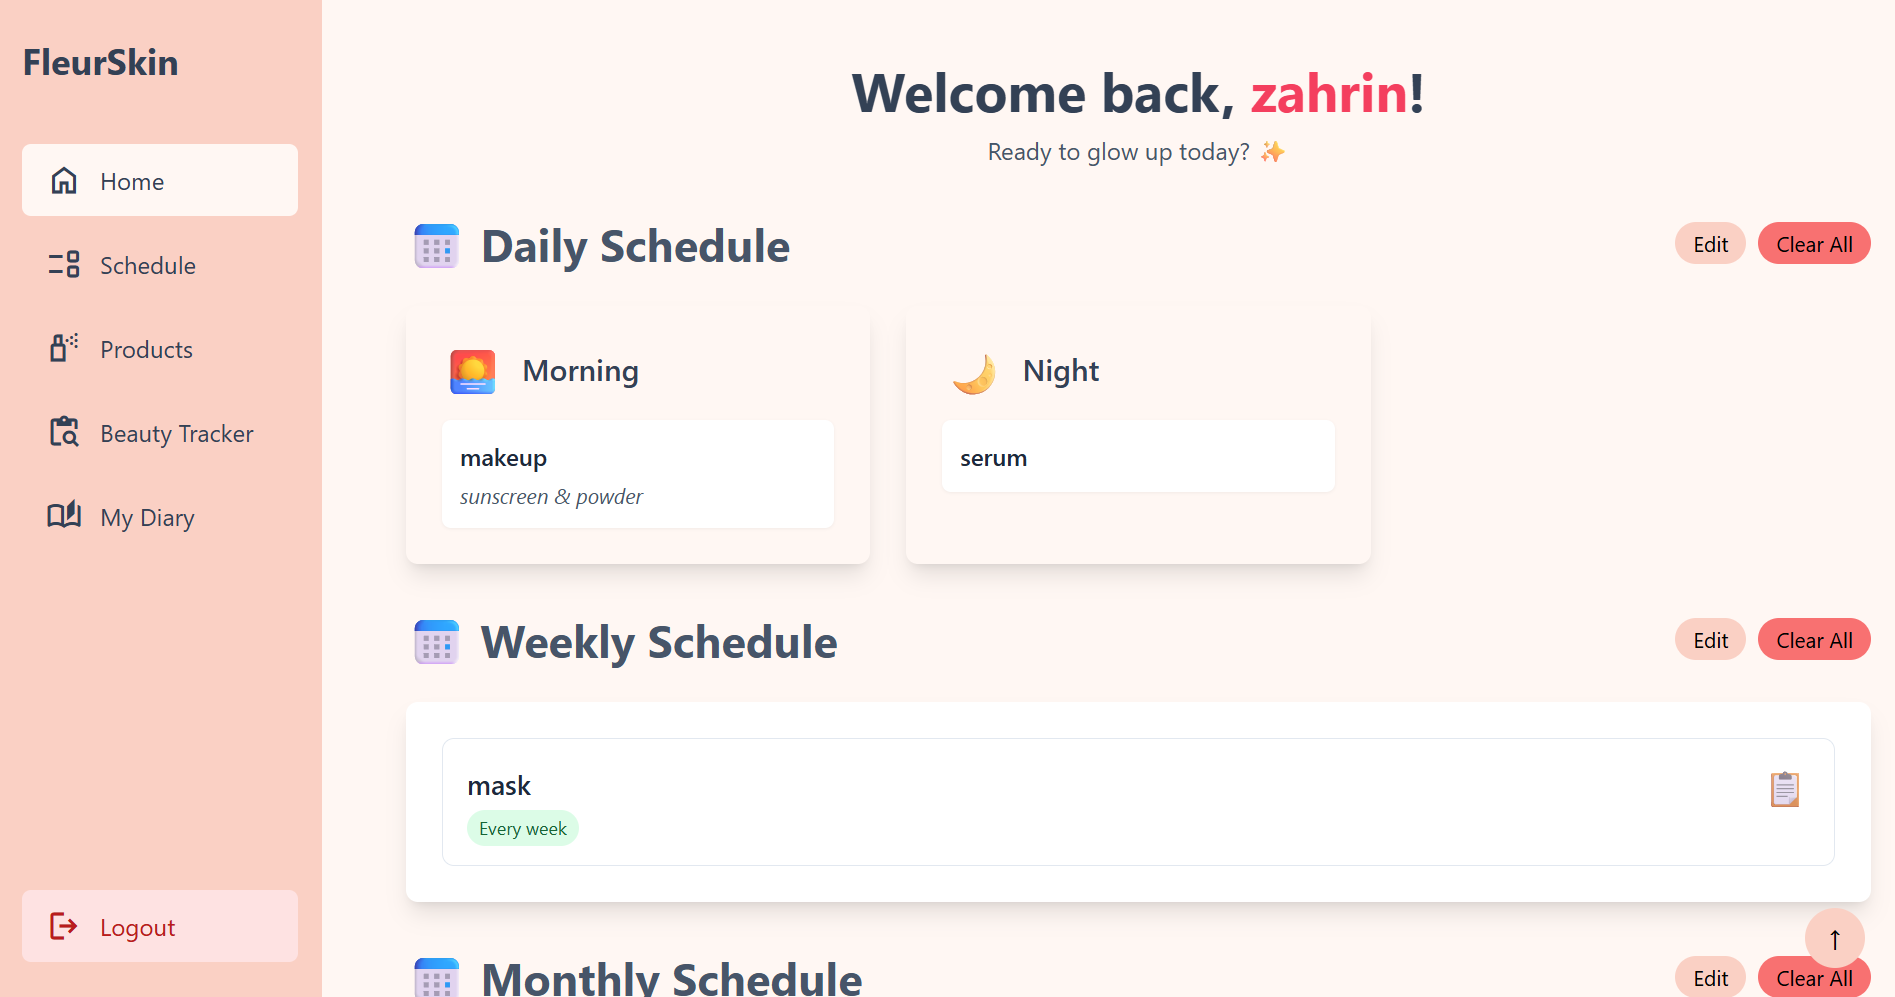 FleurSkin
Home
Schedule
Products
Beauty Tracker
My Diary
Logout
Welcome back, zahrin!
Ready to glow up today? ✨
Daily Schedule
Edit
Clear All
Morning
makeup
sunscreen & powder
Night
serum
Weekly Schedule
Edit
Clear All
mask
Every week
↑
Monthly Schedule
Edit
Clear All